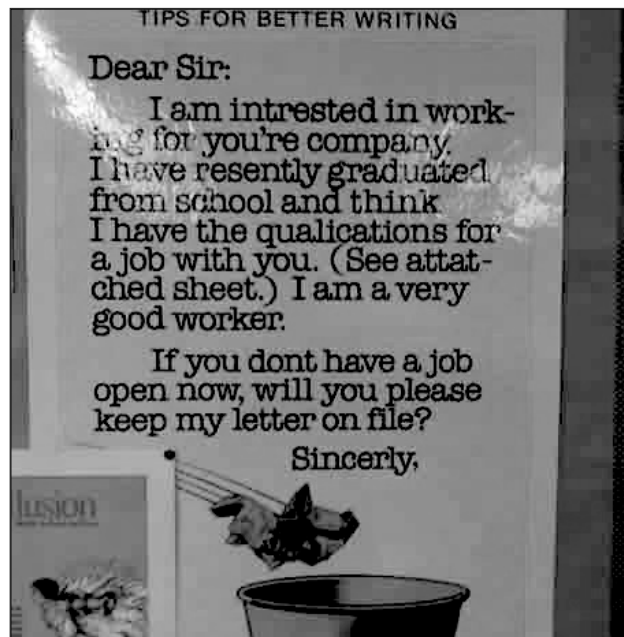 TIPS FOR BETTER WRITING
Dear Sir:
I am intrested in work-
ing for you're company.
I have resently graduated
from school and think
I have the qualications for
a job with you. (See attat-
ched sheet.) I am a very
good worker.
If you dont have a job
open now, will you please
keep my letter on file?
Sincerly,
lusion